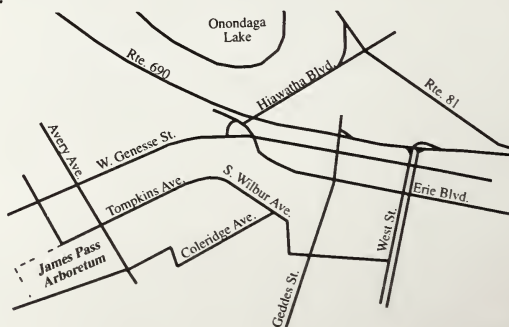 Onondaga
Lake
Rte. 690
Hiawatha Blvd.
Rte. 81
Avery Ave.
W. Genesse St.
Tompkins Ave.
S. Wilbur Ave.
Erie Blvd.
Coleridge Ave.
West St.
James Pass
Arboretum
Geddes St.